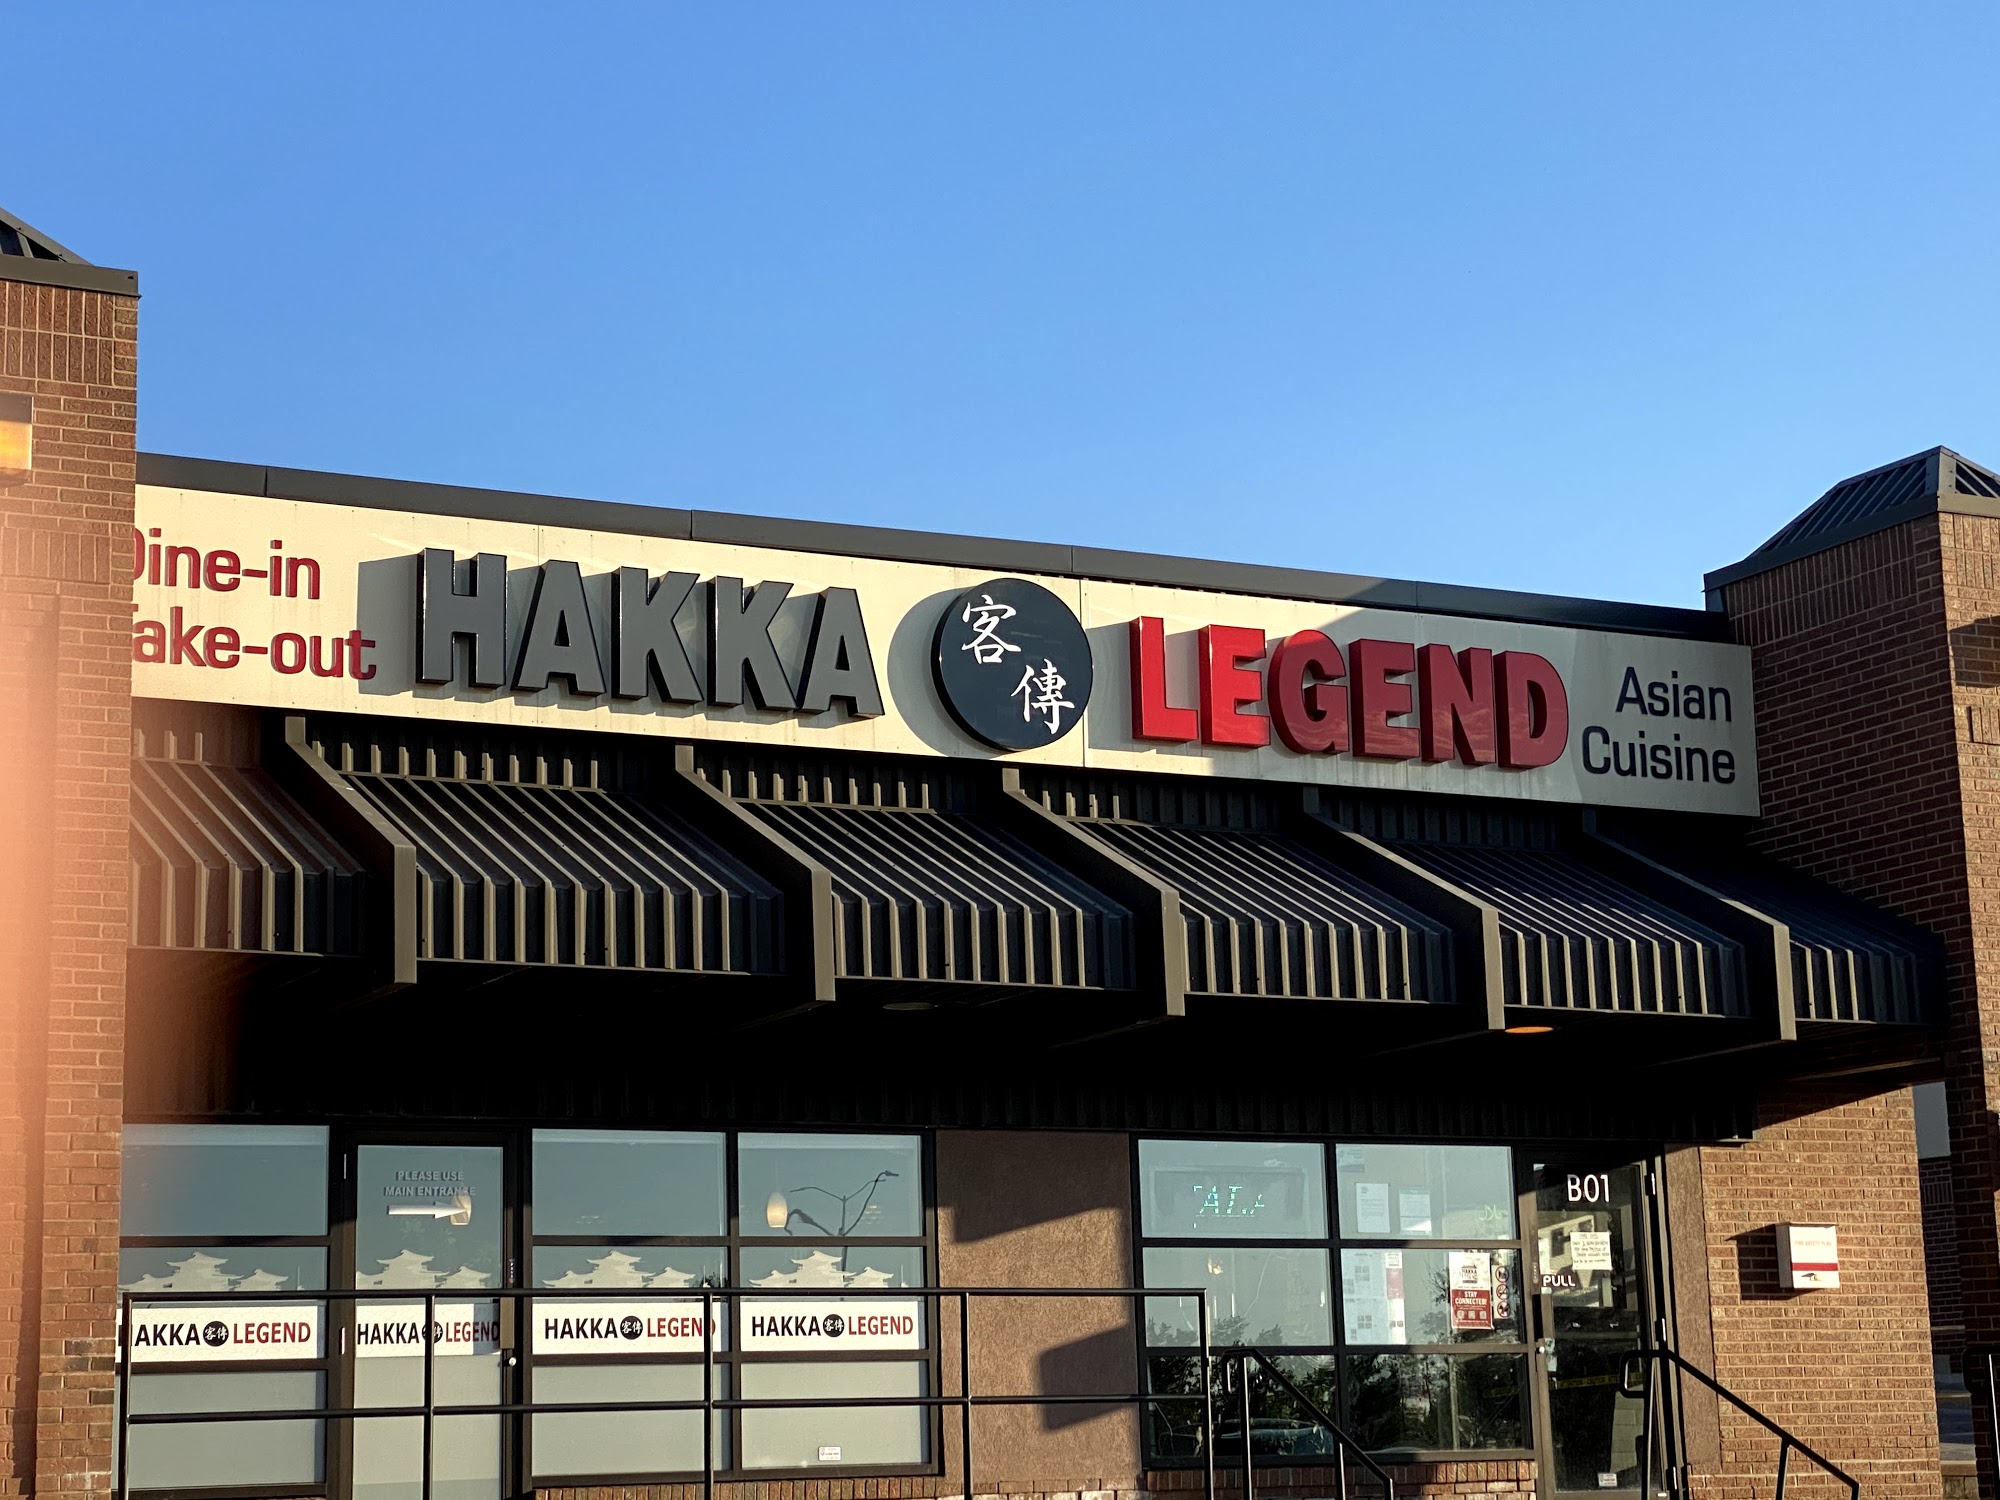 Dine-in
Take-out
HAKKA
客
傳
LEGEND
Asian
Cuisine
PLEASE USE
MAIN ENTRANCE
B01
PULL
HAKKA 客傳 LEGEND
HAKKA 客傳 LEGEND
HAKKA 客傳 LEGEND
HAKKA 客傳 LEGEND
STAY
CONNECTED!